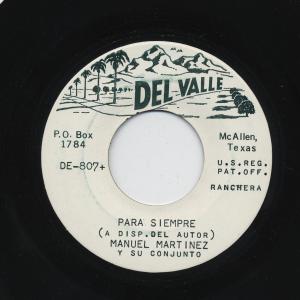 DEL VALLE
P.O. Box
1784
McAllen,
Texas
DE-807+
U.S. REG.
PAT. OFF.
RANCHERA
PARA SIEMPRE
(A DISP. DEL AUTOR)
MANUEL MARTINEZ
Y SU CONJUNTO